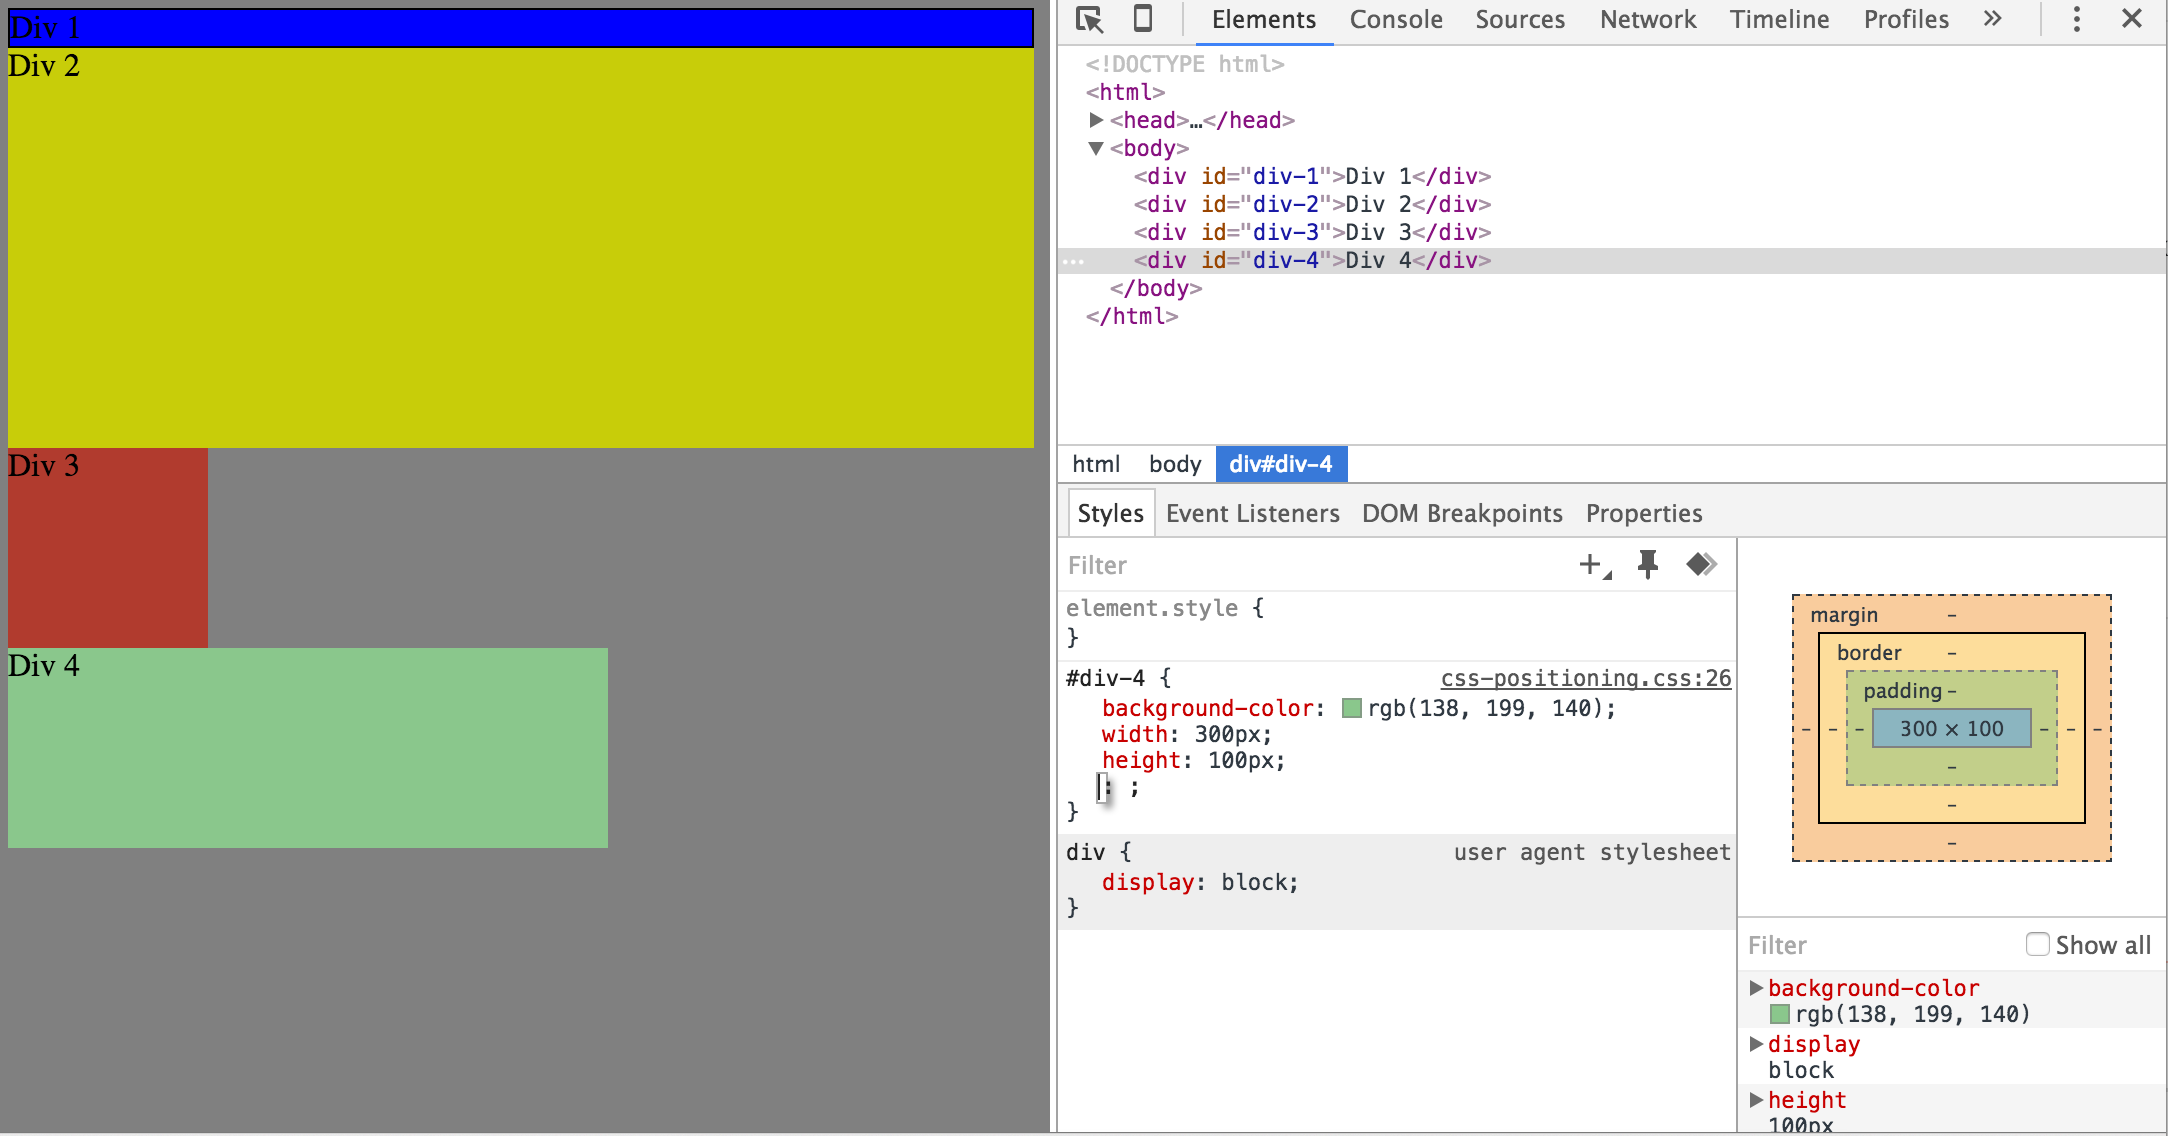 Div 1
Div 2
Div 3
Div 4
Elements Console Sources Network Timeline Profiles »
<!DOCTYPE html>
<html>
▶<head>…</head>
▼<body>
<div id="div-1">Div 1</div>
<div id="div-2">Div 2</div>
<div id="div-3">Div 3</div>
… <div id="div-4">Div 4</div>
</body>
</html>
html body div#div-4
Styles Event Listeners DOM Breakpoints Properties
Filter
element.style {
}
#div-4 { css-positioning.css:26
background-color: rgb(138, 199, 140);
width: 300px;
height: 100px;
: ;
}
div { user agent stylesheet
display: block;
}
margin -
border -
padding -
- - - 300 × 100 - - -
-
-
-
Filter Show all
▶background-color
rgb(138, 199, 140)
▶display
block
▶height
100px